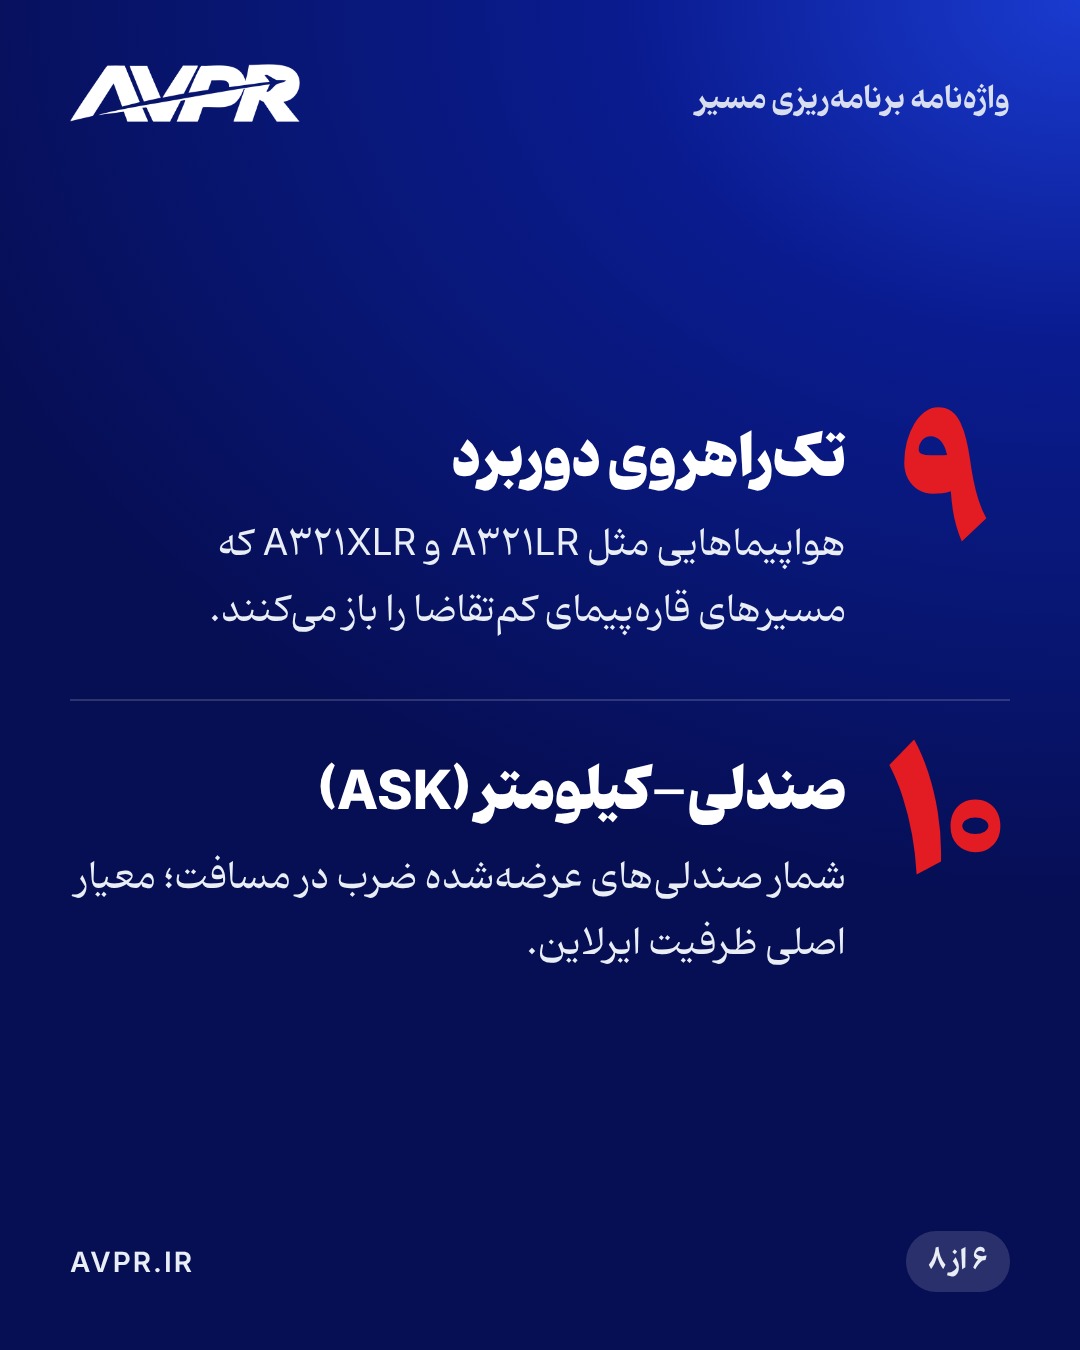 واژه‌نامه برنامه‌ریزی مسیر
AVPR
۹
تک‌راهروی دوربرد
هواپیماهایی مثل A۳۲۱LR و A۳۲۱XLR که
مسیرهای قاره‌پیمای کم‌تقاضا را باز می‌کنند.
۱۰
صندلی–کیلومتر (ASK)
شمار صندلی‌های عرضه‌شده ضرب در مسافت؛ معیار
اصلی ظرفیت ایرلاین.
۶ از ۸
AVPR.IR